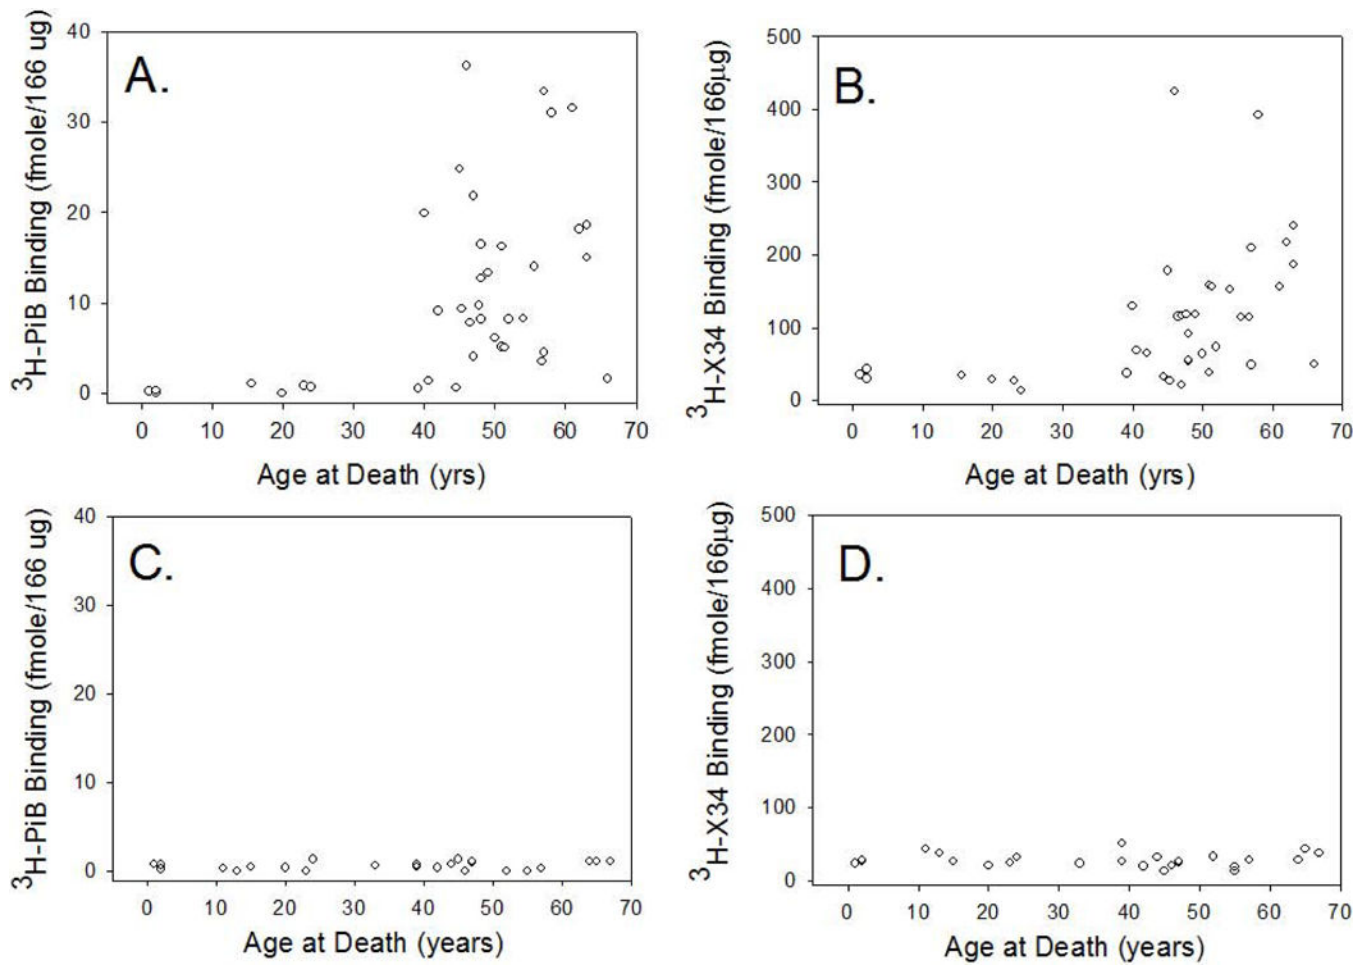 A.
³H-PiB Binding (fmole/166 ug)
40
30
20
10
0
0 10 20 30 40 50 60 70
Age at Death (yrs)
B.
³H-X34 Binding (fmole/166µg)
500
400
300
200
100
0
0 10 20 30 40 50 60 70
Age at Death (yrs)
C.
³H-PiB Binding (fmole/166 ug)
40
30
20
10
0
0 10 20 30 40 50 60 70
Age at Death (years)
D.
³H-X34 Binding (fmole/166µg)
500
400
300
200
100
0
0 10 20 30 40 50 60 70
Age at Death (years)